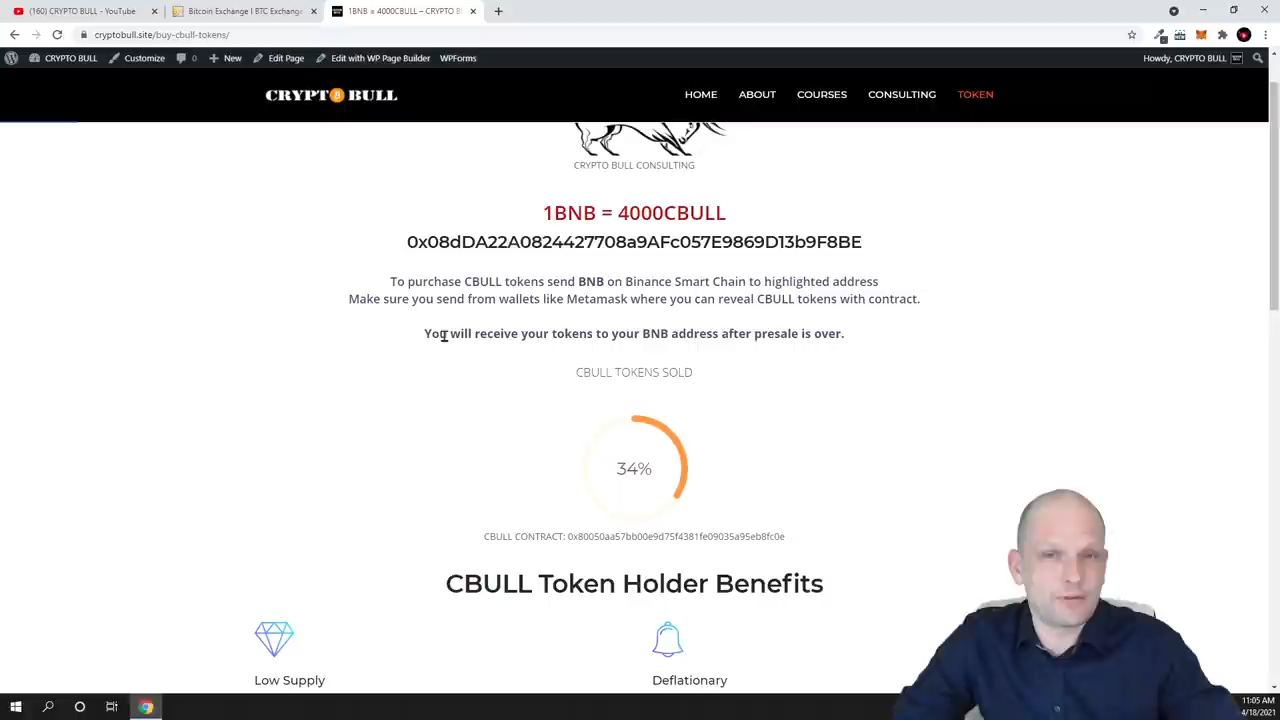 (160) CRYPTO BULL - YouTube
Bitcoin Exchange | BTC Exchang
1BNB = 4000CBULL – CRYPTO B
cryptobull.site/buy-cbull-tokens/
CRYPTO BULL
Customize
0
New
Edit Page
Edit with WP Page Builder
WPForms
Howdy, CRYPTO BULL
CRYPTO BULL
HOME
ABOUT
COURSES
CONSULTING
TOKEN
CRYPTO BULL CONSULTING
1BNB = 4000CBULL
0x08dDA22A0824427708a9AFc057E9869D13b9F8BE
To purchase CBULL tokens send BNB on Binance Smart Chain to highlighted address
Make sure you send from wallets like Metamask where you can reveal CBULL tokens with contract.
You will receive your tokens to your BNB address after presale is over.
CBULL TOKENS SOLD
34%
CBULL CONTRACT: 0x80050aa57bb00e9d75f4381fe09035a95eb8fc0e
CBULL Token Holder Benefits
Low Supply
Deflationary
11:05 AM
4/18/2021